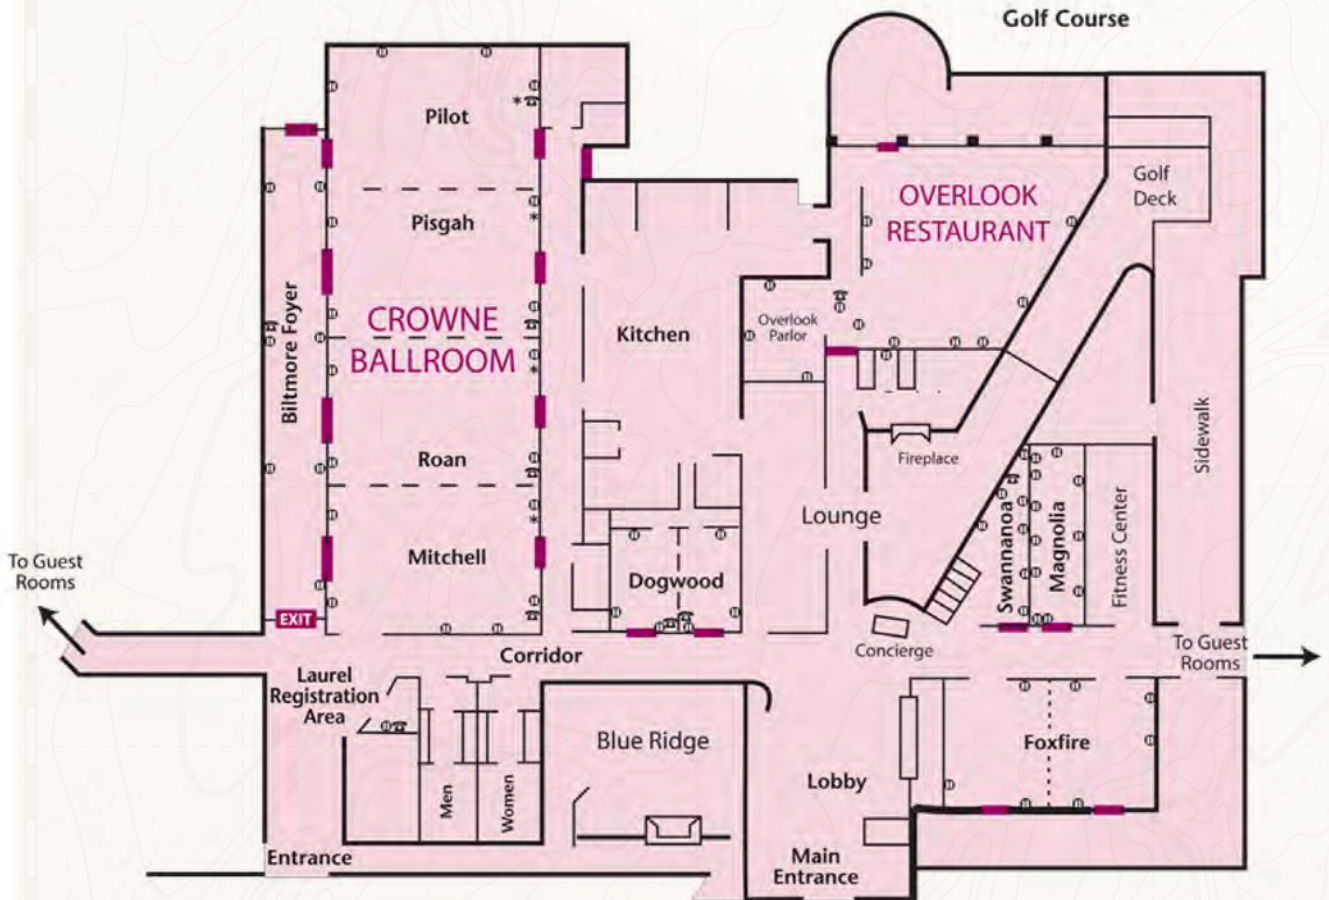 Golf Course
Pilot
Pisgah
CROWNE
BALLROOM
Roan
Mitchell
Biltmore Foyer
EXIT
To Guest
Rooms
Kitchen
Overlook
Parlor
OVERLOOK
RESTAURANT
Golf
Deck
Sidewalk
Fireplace
Lounge
Dogwood
Swannanoa
Magnolia
Fitness Center
Concierge
To Guest
Rooms
Corridor
Laurel
Registration
Area
Men
Women
Blue Ridge
Lobby
Foxfire
Entrance
Main
Entrance